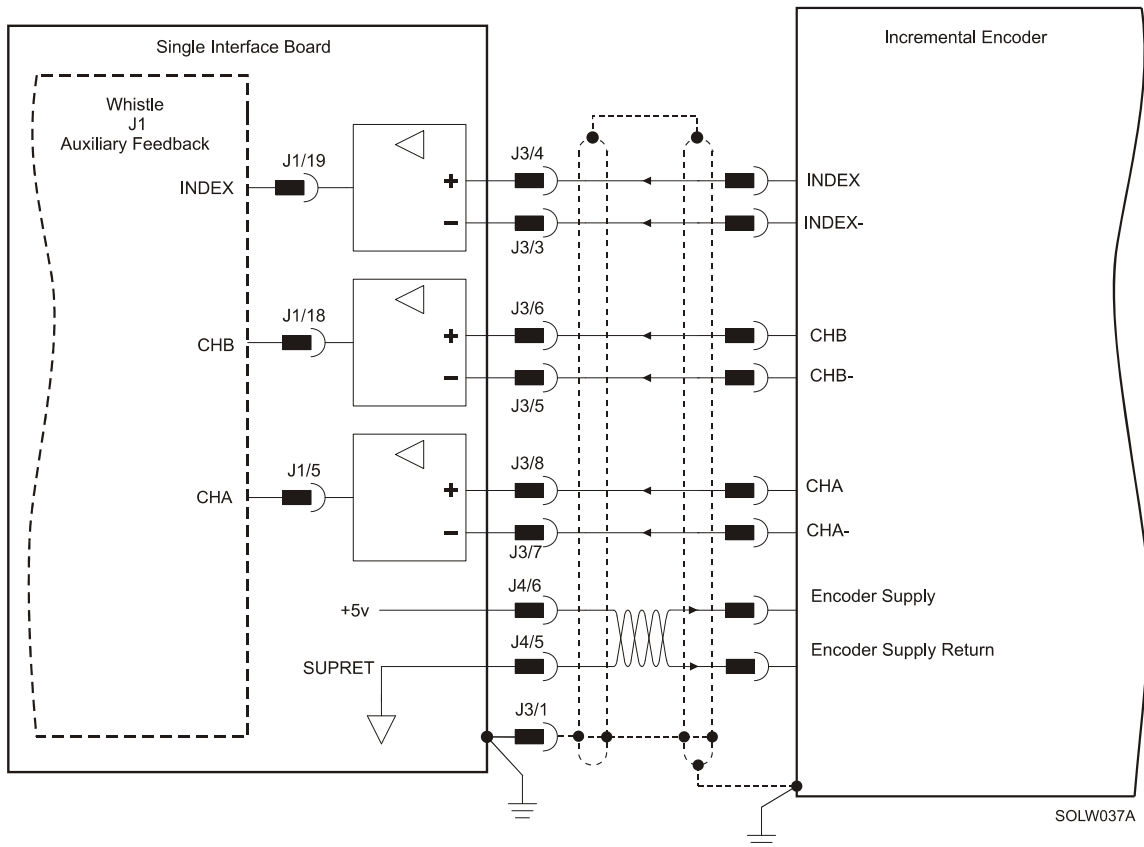 Single Interface Board
Incremental Encoder
Whistle
J1
Auxiliary Feedback
INDEX
J1/19
+
-
J3/4
J3/3
INDEX
INDEX-
CHB
J1/18
+
-
J3/6
J3/5
CHB
CHB-
CHA
J1/5
+
-
J3/8
J3/7
CHA
CHA-
+5v
J4/6
Encoder Supply
SUPRET
J4/5
Encoder Supply Return
J3/1
SOLW037A